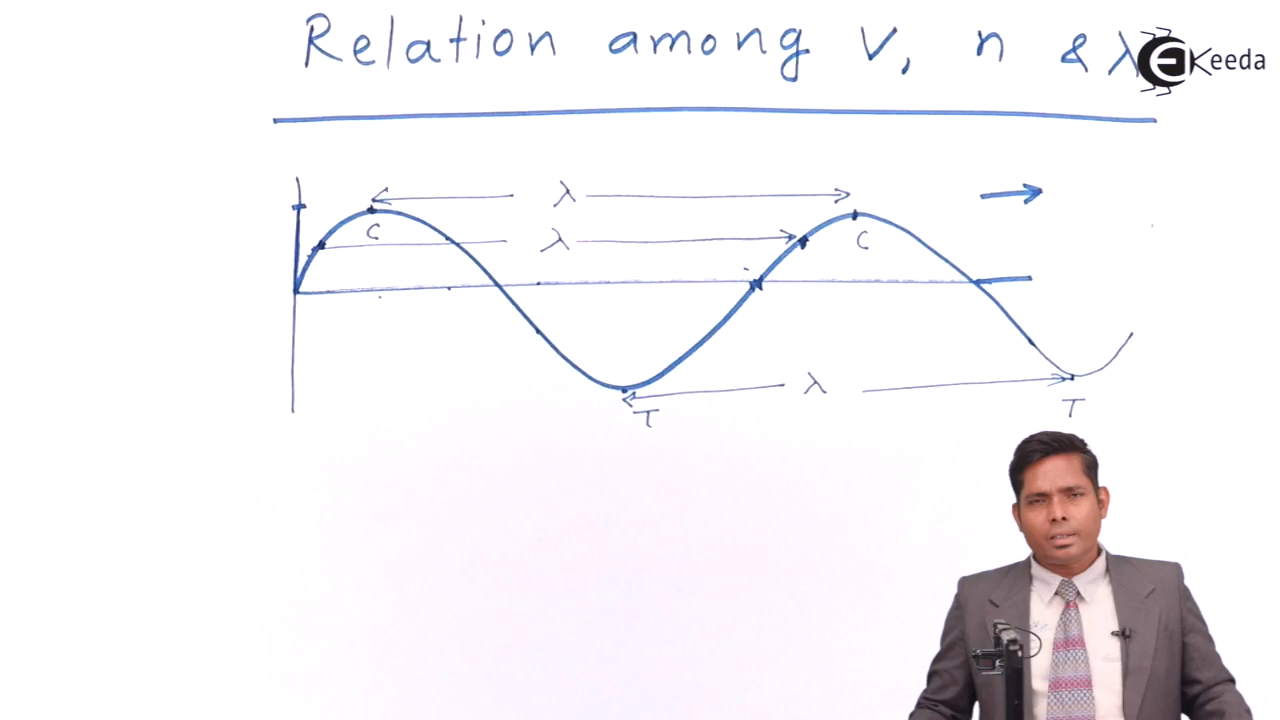 Relation among v, n & λ
EKeeda
λ
C
λ
C
λ
T
T